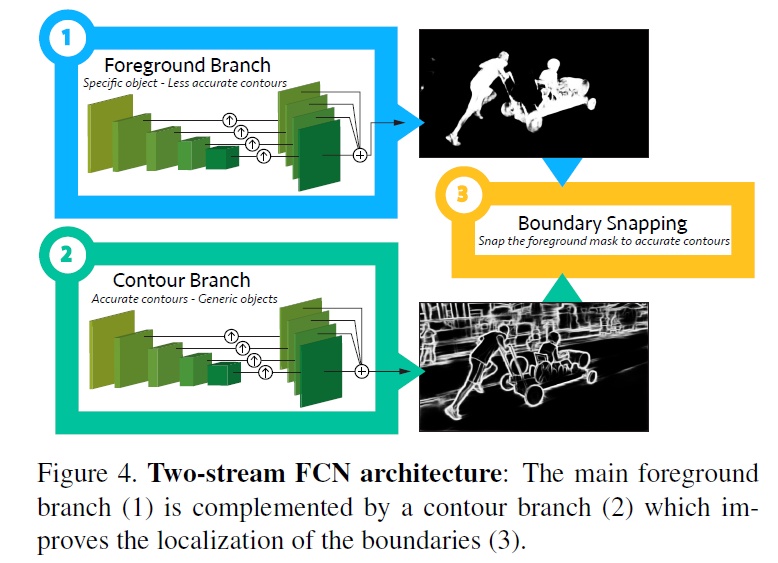 1
Foreground Branch
Specific object - Less accurate contours
3
Boundary Snapping
Snap the foreground mask to accurate contours
2
Contour Branch
Accurate contours - Generic objects
Figure 4. Two-stream FCN architecture: The main foreground
branch (1) is complemented by a contour branch (2) which im-
proves the localization of the boundaries (3).